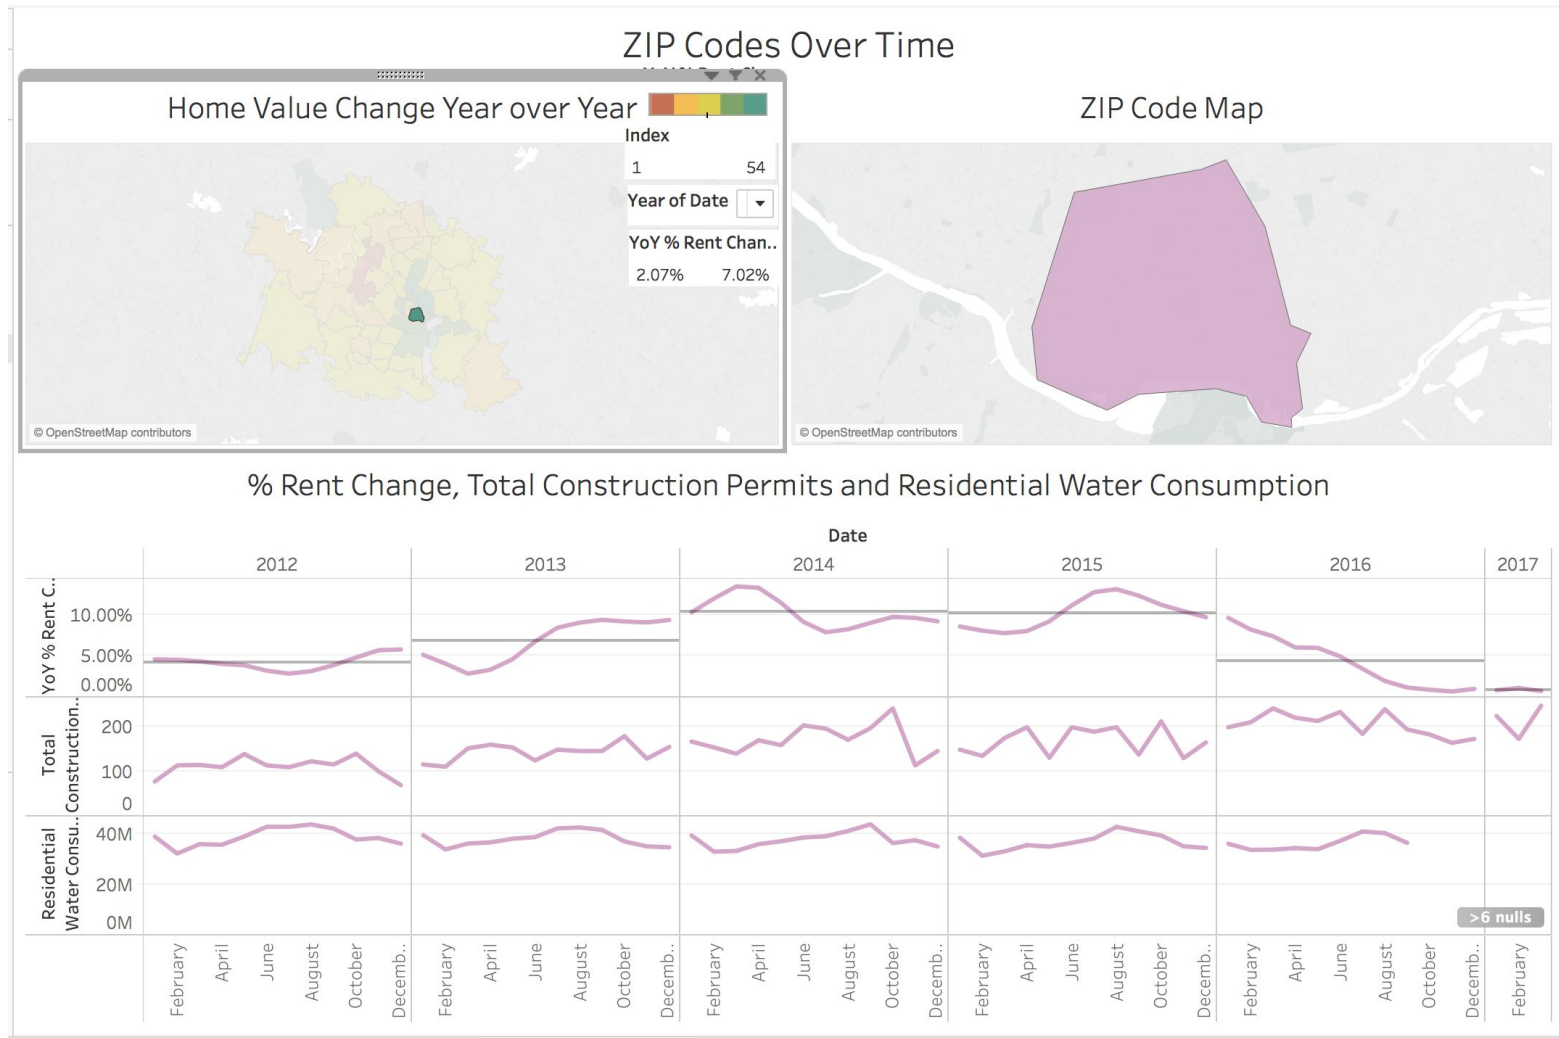 ZIP Codes Over Time
Home Value Change Year over Year
Index
1 54
Year of Date
YoY % Rent Chan..
2.07% 7.02%
© OpenStreetMap contributors
ZIP Code Map
© OpenStreetMap contributors
% Rent Change, Total Construction Permits and Residential Water Consumption
Date
2012 2013 2014 2015 2016 2017
YoY % Rent C..
10.00%
5.00%
0.00%
Total
Construction..
200
100
0
Residential
Water Consu..
40M
20M
0M
>6 nulls
February April June August October Decemb.. February April June August October Decemb.. February April June August October Decemb.. February April June August October Decemb.. February April June August October Decemb.. February